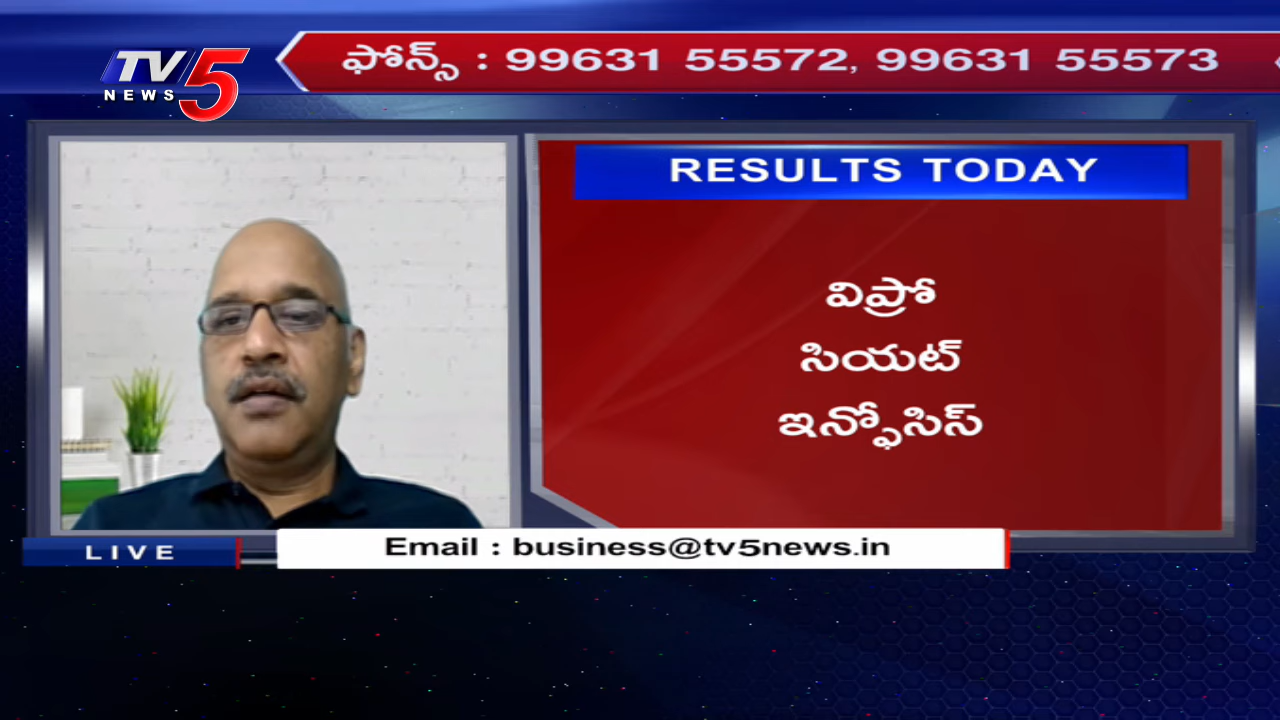 ఫోన్స్ : 99631 55572, 99631 55573
TV5
NEWS
RESULTS TODAY
విప్రో
సియట్
ఇన్ఫోసిస్
Email : business@tv5news.in
LIVE